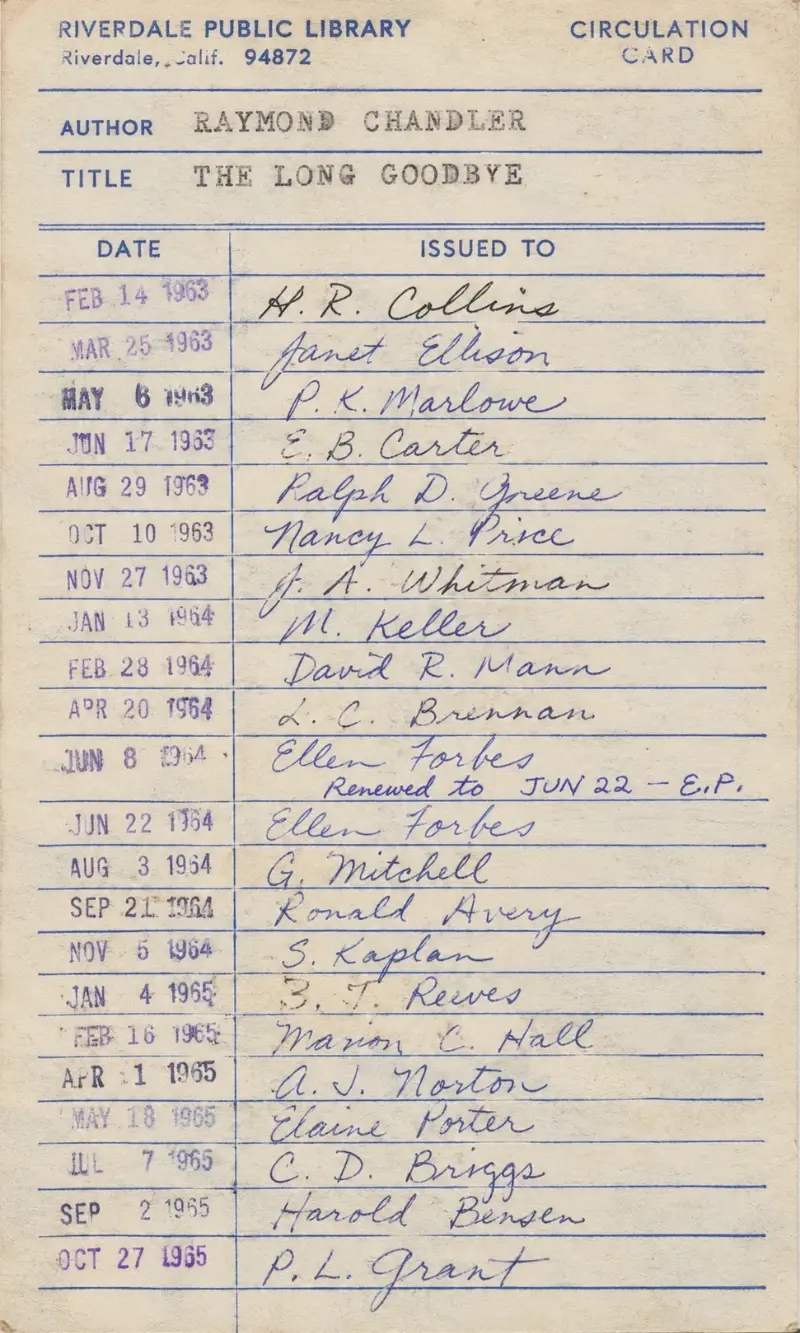 RIVERDALE PUBLIC LIBRARY CIRCULATION
Riverdale, Calif. 94872 CARD
AUTHOR RAYMOND CHANDLER
TITLE THE LONG GOODBYE
DATE ISSUED TO
FEB 14 1963 H. R. Collins
MAR 25 1963 Janet Ellison
MAY 6 1963 P. K. Marlowe
JUN 17 1963 E. B. Carter
AUG 29 1963 Ralph D. Greene
OCT 10 1963 Nancy L. Price
NOV 27 1963 J. A. Whitman
JAN 13 1964 M. Keller
FEB 28 1964 David R. Mann
APR 20 1964 L. C. Brennan
JUN 8 1964 Ellen Forbes
Renewed to JUN 22 — E.P.
JUN 22 1964 Ellen Forbes
AUG 3 1964 G. Mitchell
SEP 21 1964 Ronald Avery
NOV 5 1964 S. Kaplan
JAN 4 1965 B. T. Reeves
FEB 16 1965 Marion C. Hall
APR 1 1965 A. J. Norton
MAY 18 1965 Elaine Porter
JUL 7 1965 C. D. Briggs
SEP 2 1965 Harold Bensen
OCT 27 1965 P. L. Grant